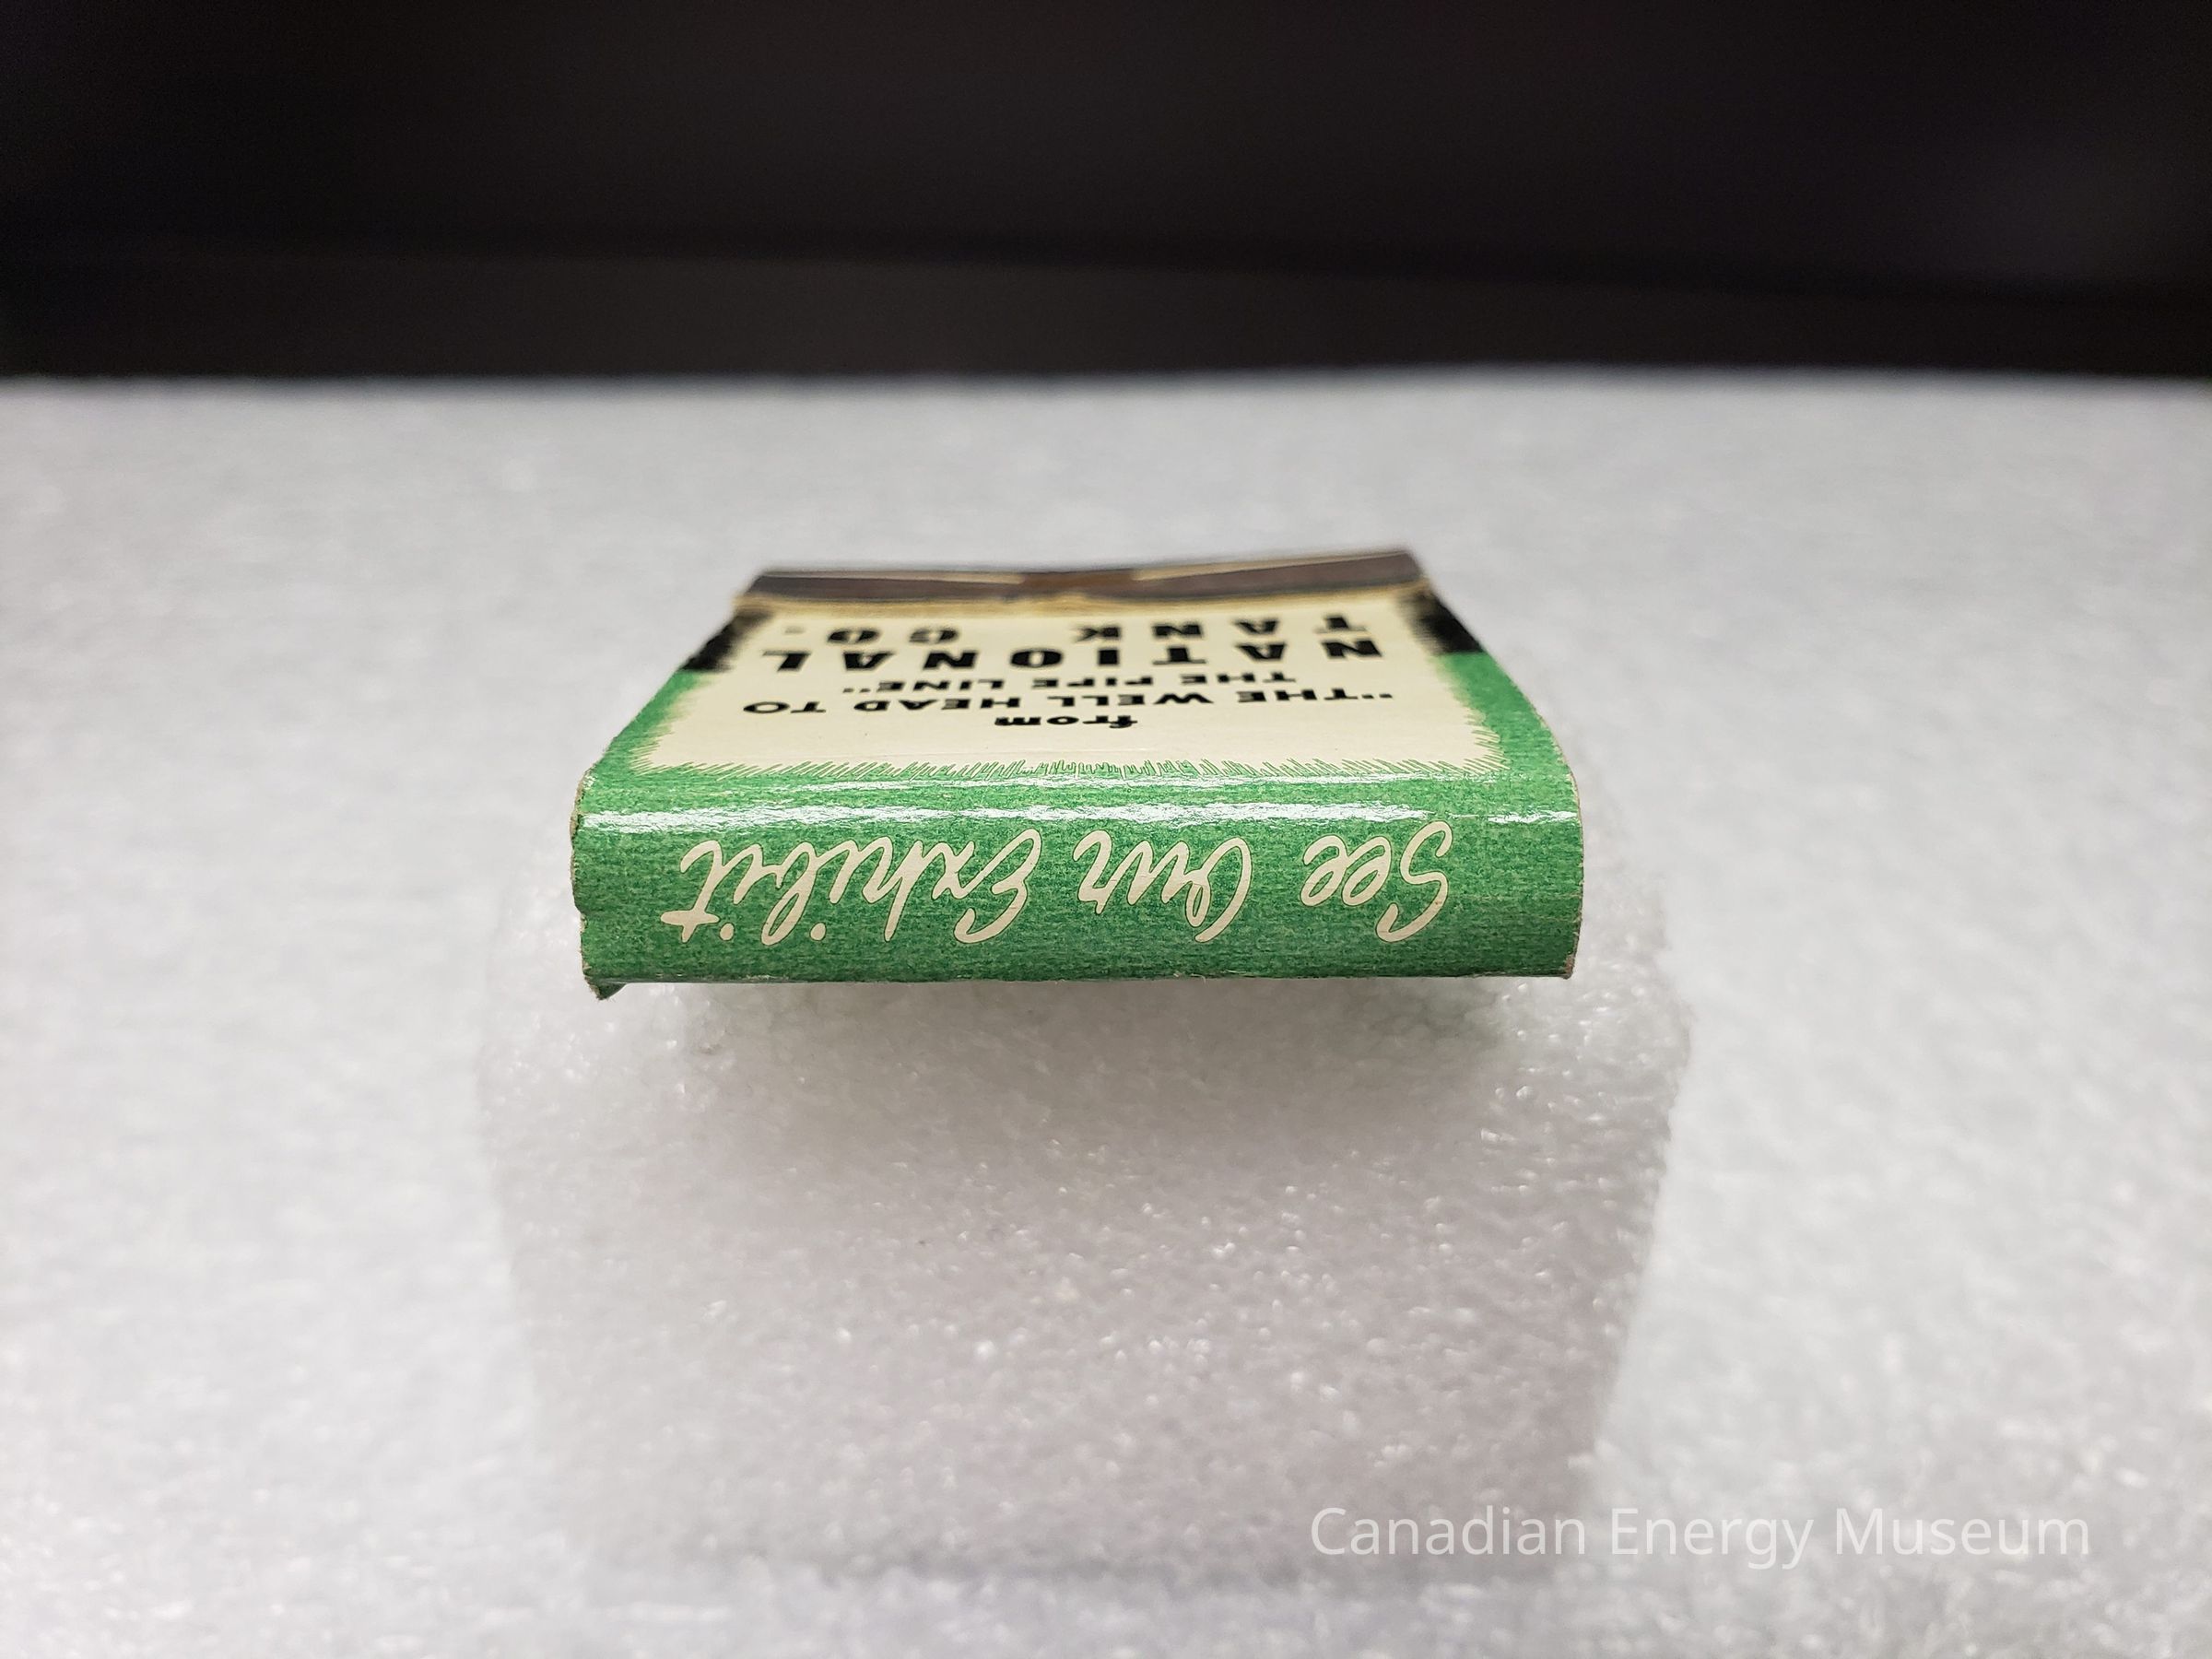 See Our Exhibit
from
"THE WELL HEAD TO
THE PIPE LINE"
NATIONAL
TANK CO.
Canadian Energy Museum